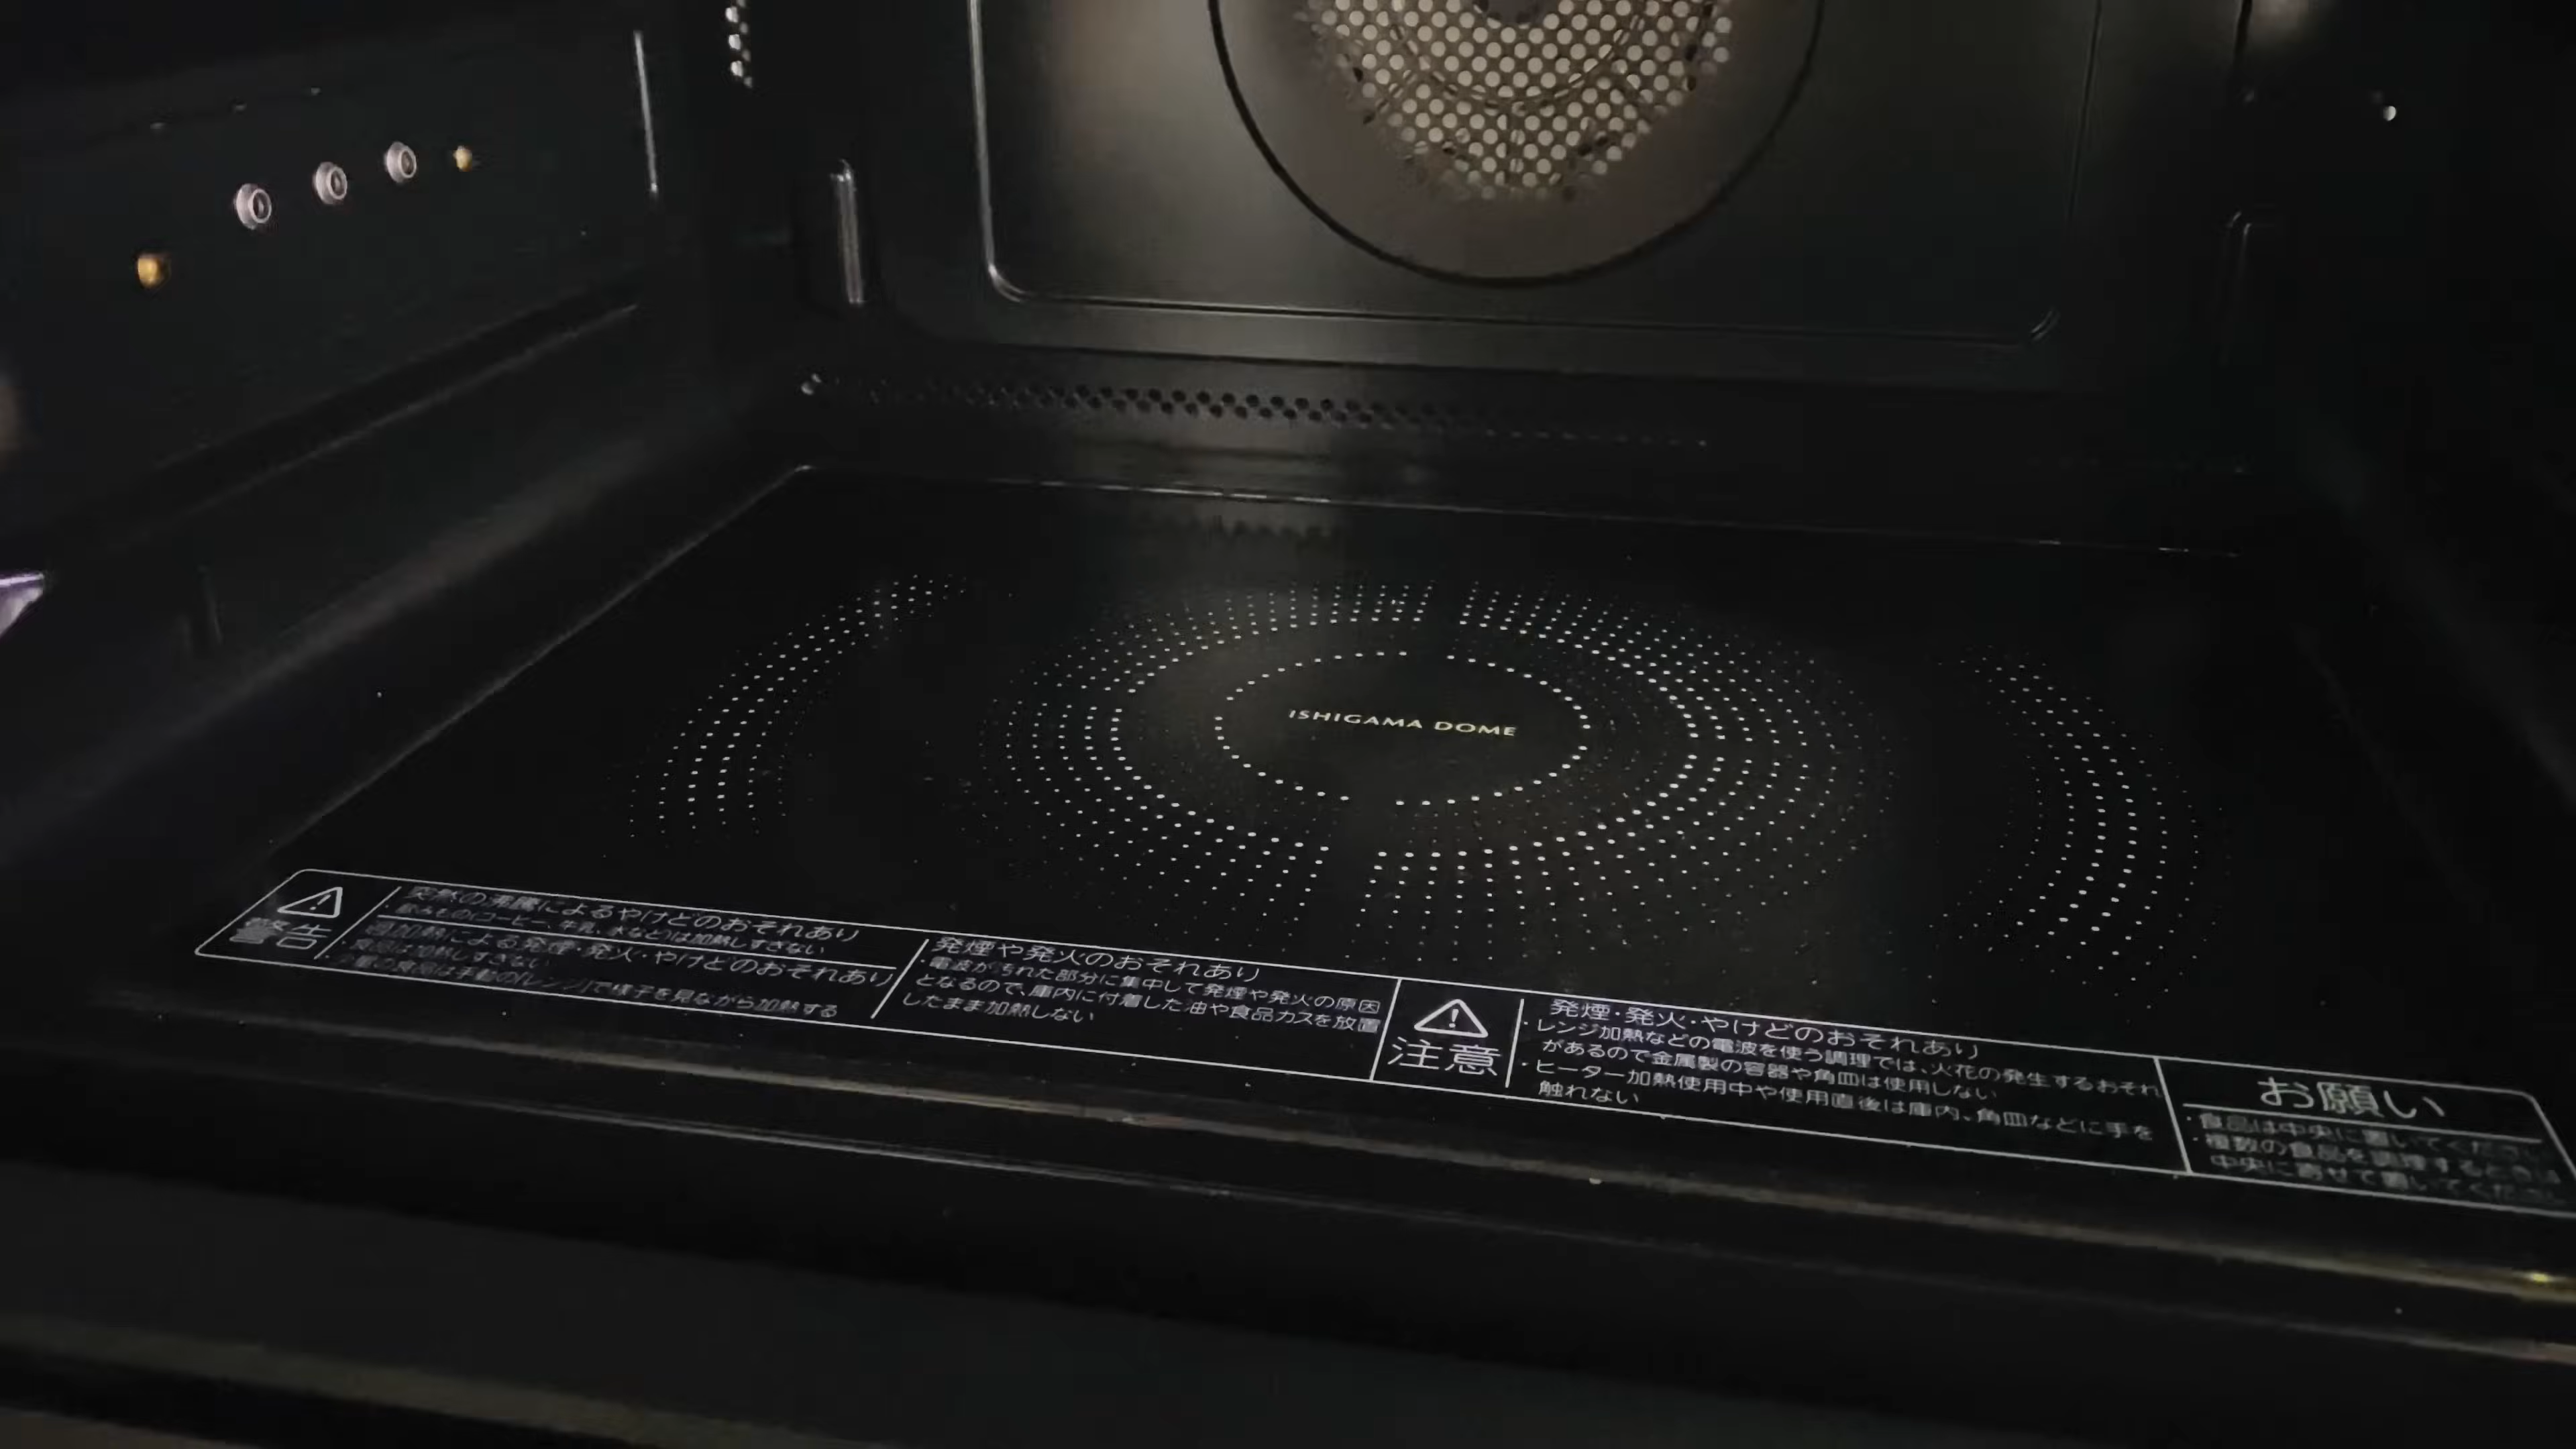 ISHIGAMA DOME
警告
突然の沸騰によるやけどのおそれあり
・飲みもの(コーヒー、牛乳、水など)は加熱しすぎない
過加熱による発煙・発火・やけどのおそれあり
・食品は加熱しすぎない
の食品は手動の[レンジ]で様子を見ながら加熱する
発煙や発火のおそれあり
・電波が汚れた部分に集中して発煙や発火の原因
となるので、庫内に付着した油や食品カスを放置
したまま加熱しない
注意
発煙・発火・やけどのおそれあり
・レンジ加熱などの電波を使う調理では、火花の発生するおそれ
があるので金属製の容器や角皿は使用しない
・ヒーター加熱使用中や使用直後は庫内、角皿などに手を
触れない
お願い
・食品は中央に置いてください
・複数の食品を調理するときは
中央に寄せて置いてください